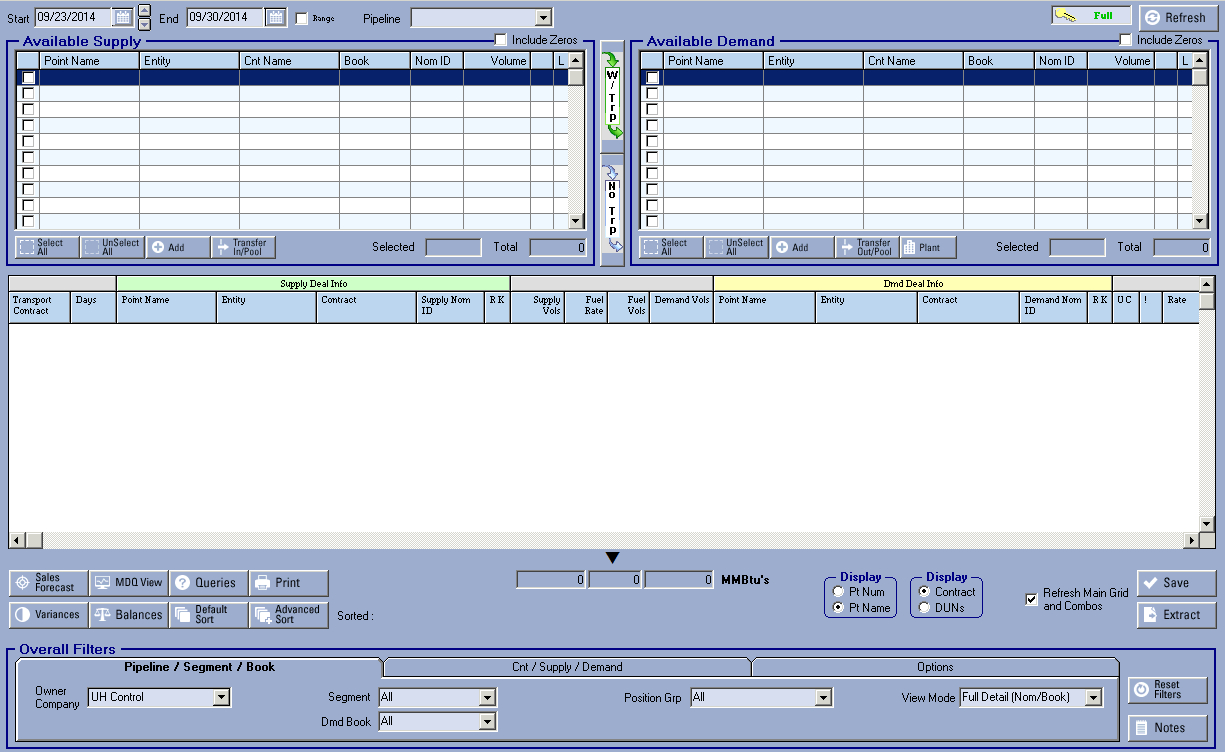 Start 09/23/2014 End 09/30/2014 Range Pipeline Full Refresh
Available Supply Include Zeros Available Demand Include Zeros
Point Name Entity Cnt Name Book Nom ID Volume L Point Name Entity Cnt Name Book Nom ID Volume L
W / Trp
No Trp
Select All UnSelect All Add Transfer In/Pool Selected Total 0 Select All UnSelect All Add Transfer Out/Pool Plant Selected Total 0
Supply Deal Info Dmd Deal Info
Transport Contract Days Point Name Entity Contract Supply Nom ID R K Supply Vols Fuel Rate Fuel Vols Demand Vols Point Name Entity Contract Demand Nom ID R K U C ! Rate
Sales Forecast MDQ View Queries Print 0 0 0 MMBtu's Display Pt Num Pt Name Display Contract DUNs Refresh Main Grid and Combos Save
Variances Balances Default Sort Advanced Sort Sorted : Extract
Overall Filters
Pipeline / Segment / Book Cnt / Supply / Demand Options
Owner Company UH Control Segment All Position Grp All View Mode Full Detail (Nom/Book) Reset Filters
Dmd Book All Notes